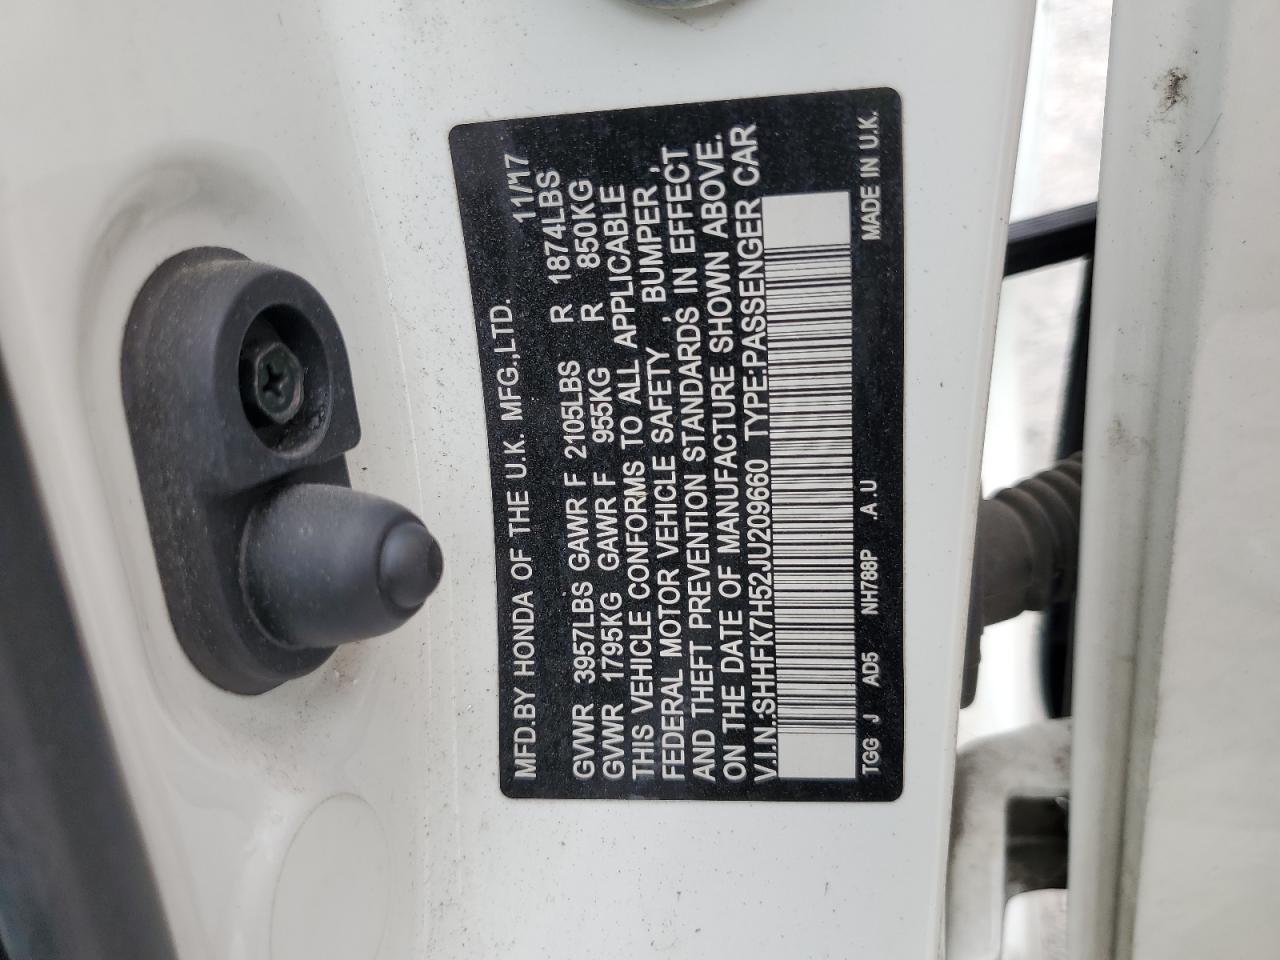 MFD.BY HONDA OF THE U.K. MFG.,LTD. 11/17
GVWR 3957LBS GAWR F 2105LBS R 1874LBS
GVWR 1795KG GAWR F 955KG R 850KG
THIS VEHICLE CONFORMS TO ALL APPLICABLE
FEDERAL MOTOR VEHICLE SAFETY , BUMPER ,
AND THEFT PREVENTION STANDARDS IN EFFECT
ON THE DATE OF MANUFACTURE SHOWN ABOVE.
V.I.N.:SHHFK7H52JU209660 TYPE:PASSENGER CAR
TGG J AD5 NH788P .A.U MADE IN U.K.